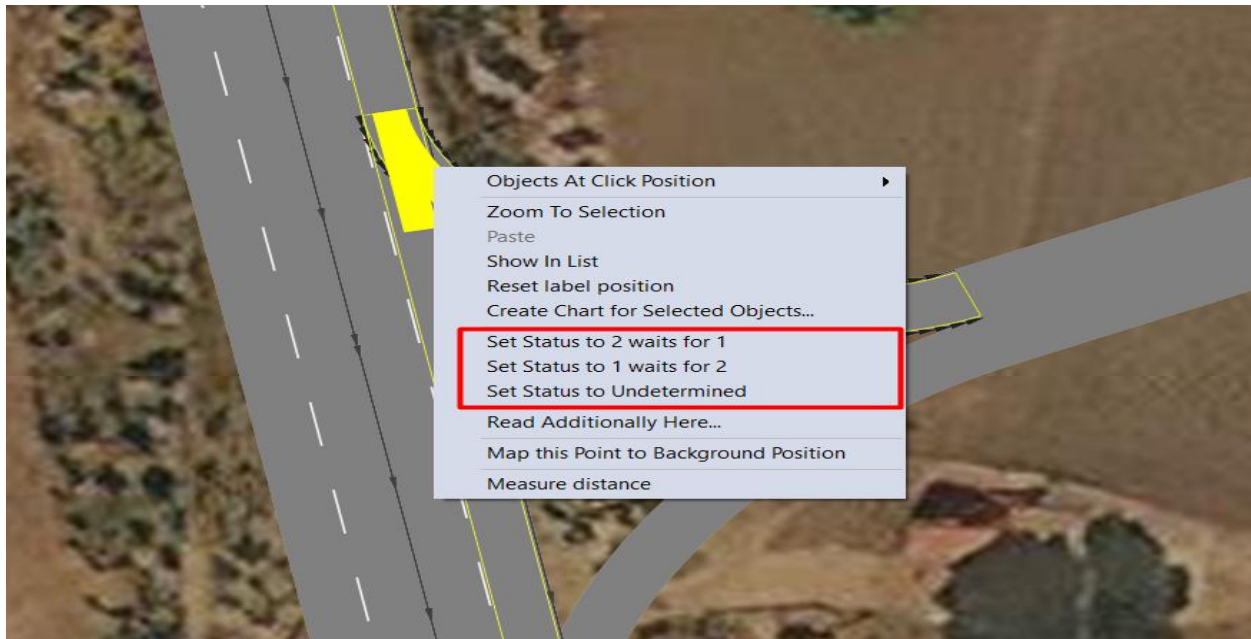 Objects At Click Position
Zoom To Selection
Paste
Show In List
Reset label position
Create Chart for Selected Objects...
Set Status to 2 waits for 1
Set Status to 1 waits for 2
Set Status to Undetermined
Read Additionally Here...
Map this Point to Background Position
Measure distance